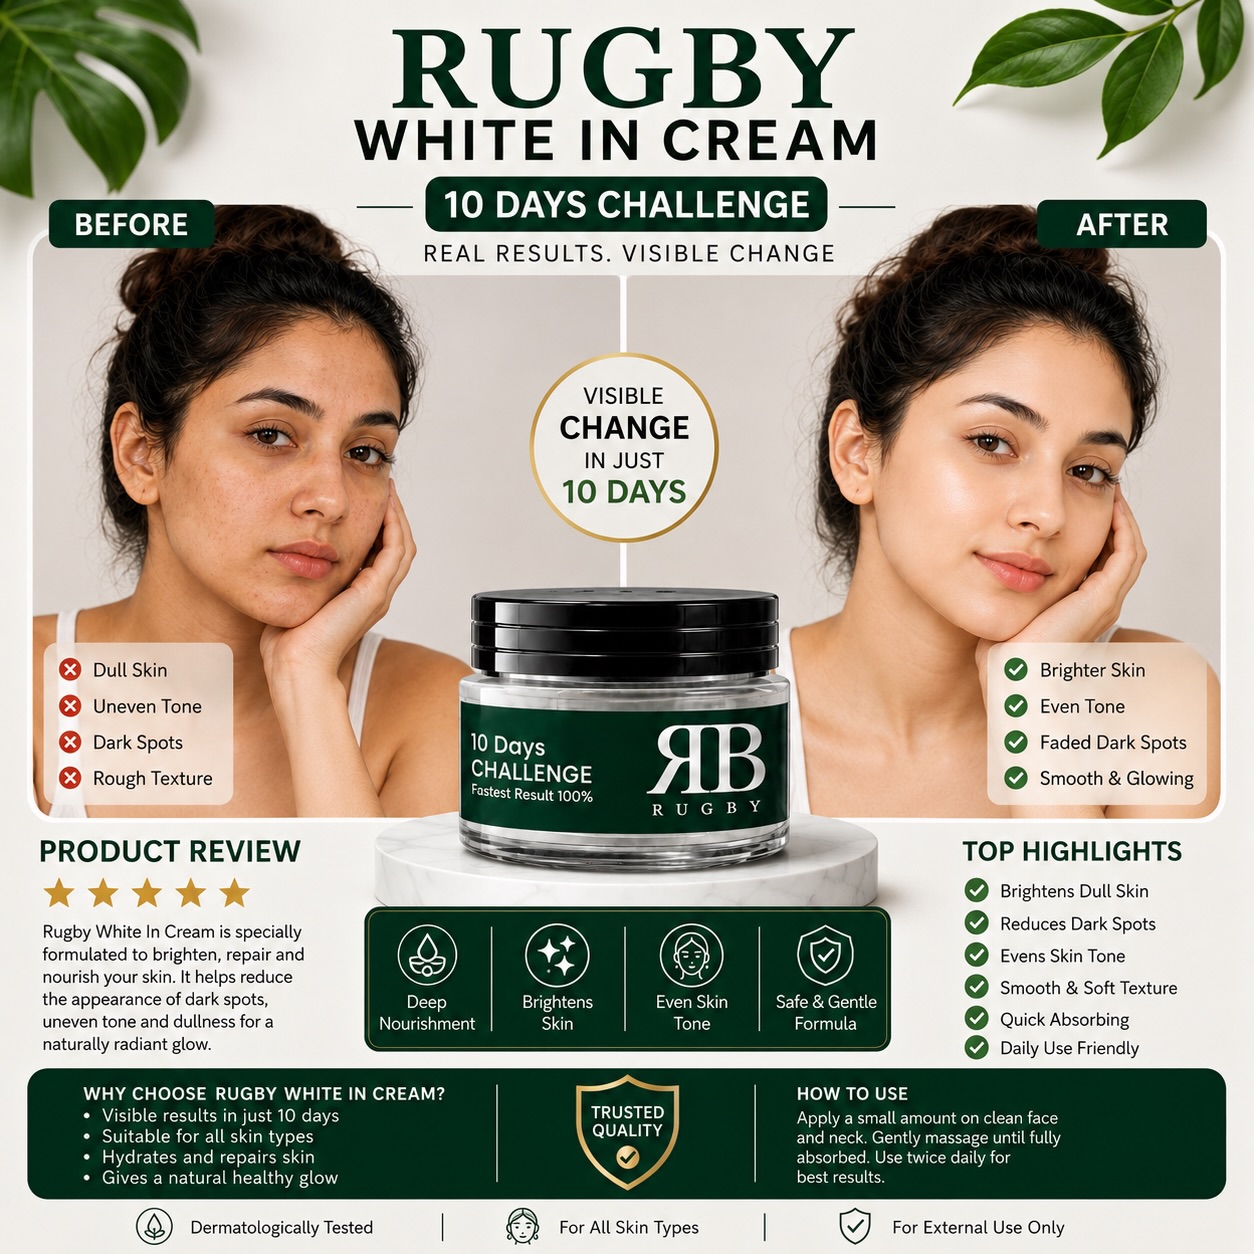 RUGBY
WHITE IN CREAM
10 DAYS CHALLENGE
REAL RESULTS. VISIBLE CHANGE
BEFORE
AFTER
VISIBLE
CHANGE
IN JUST
10 DAYS
Dull Skin
Uneven Tone
Dark Spots
Rough Texture
Brighter Skin
Even Tone
Faded Dark Spots
Smooth & Glowing
10 Days
CHALLENGE
Fastest Result 100%
RB
RUGBY
PRODUCT REVIEW
Rugby White In Cream is specially
formulated to brighten, repair and
nourish your skin. It helps reduce
the appearance of dark spots,
uneven tone and dullness for a
naturally radiant glow.
Deep
Nourishment
Brightens
Skin
Even Skin
Tone
Safe & Gentle
Formula
TOP HIGHLIGHTS
Brightens Dull Skin
Reduces Dark Spots
Evens Skin Tone
Smooth & Soft Texture
Quick Absorbing
Daily Use Friendly
WHY CHOOSE RUGBY WHITE IN CREAM?
• Visible results in just 10 days
• Suitable for all skin types
• Hydrates and repairs skin
• Gives a natural healthy glow
TRUSTED
QUALITY
HOW TO USE
Apply a small amount on clean face
and neck. Gently massage until fully
absorbed. Use twice daily for
best results.
Dermatologically Tested
For All Skin Types
For External Use Only